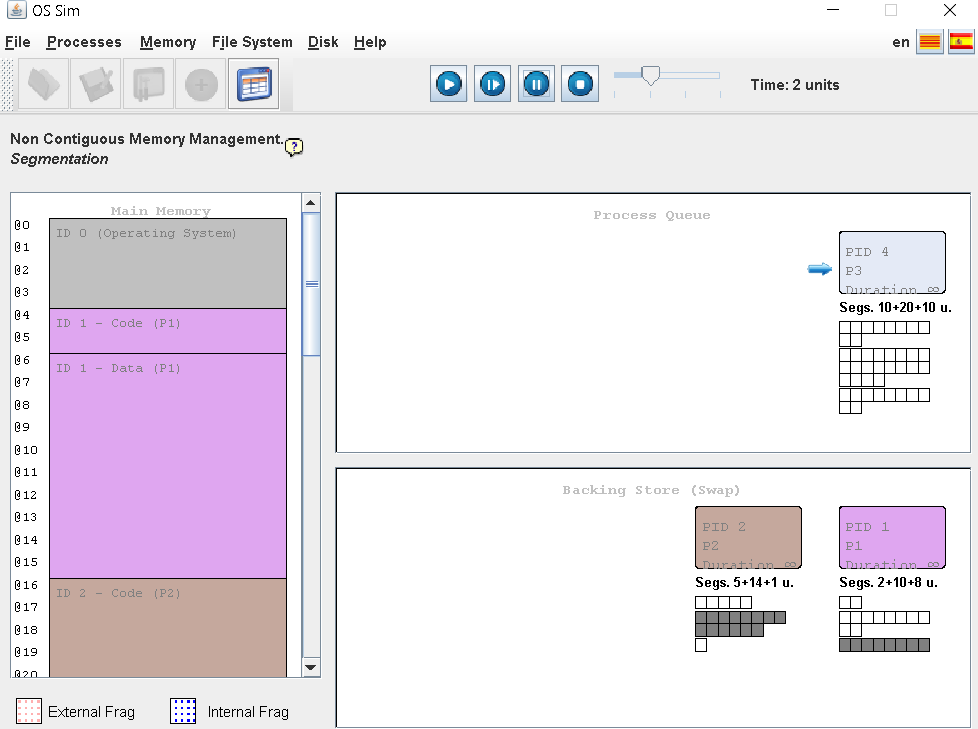 OS Sim
File Processes Memory File System Disk Help en
Time: 2 units
Non Contiguous Memory Management.
Segmentation
?
Main Memory
@0
@1
@2
@3
@4
@5
@6
@7
@8
@9
@10
@11
@12
@13
@14
@15
@16
@17
@18
@19
@20
ID 0 (Operating System)
ID 1 - Code (P1)
ID 1 - Data (P1)
ID 2 - Code (P2)
External Frag
Internal Frag
Process Queue
PID 4
P3
Duration ∞
Segs. 10+20+10 u.
Backing Store (Swap)
PID 2
P2
Duration ∞
Segs. 5+14+1 u.
PID 1
P1
Duration ∞
Segs. 2+10+8 u.